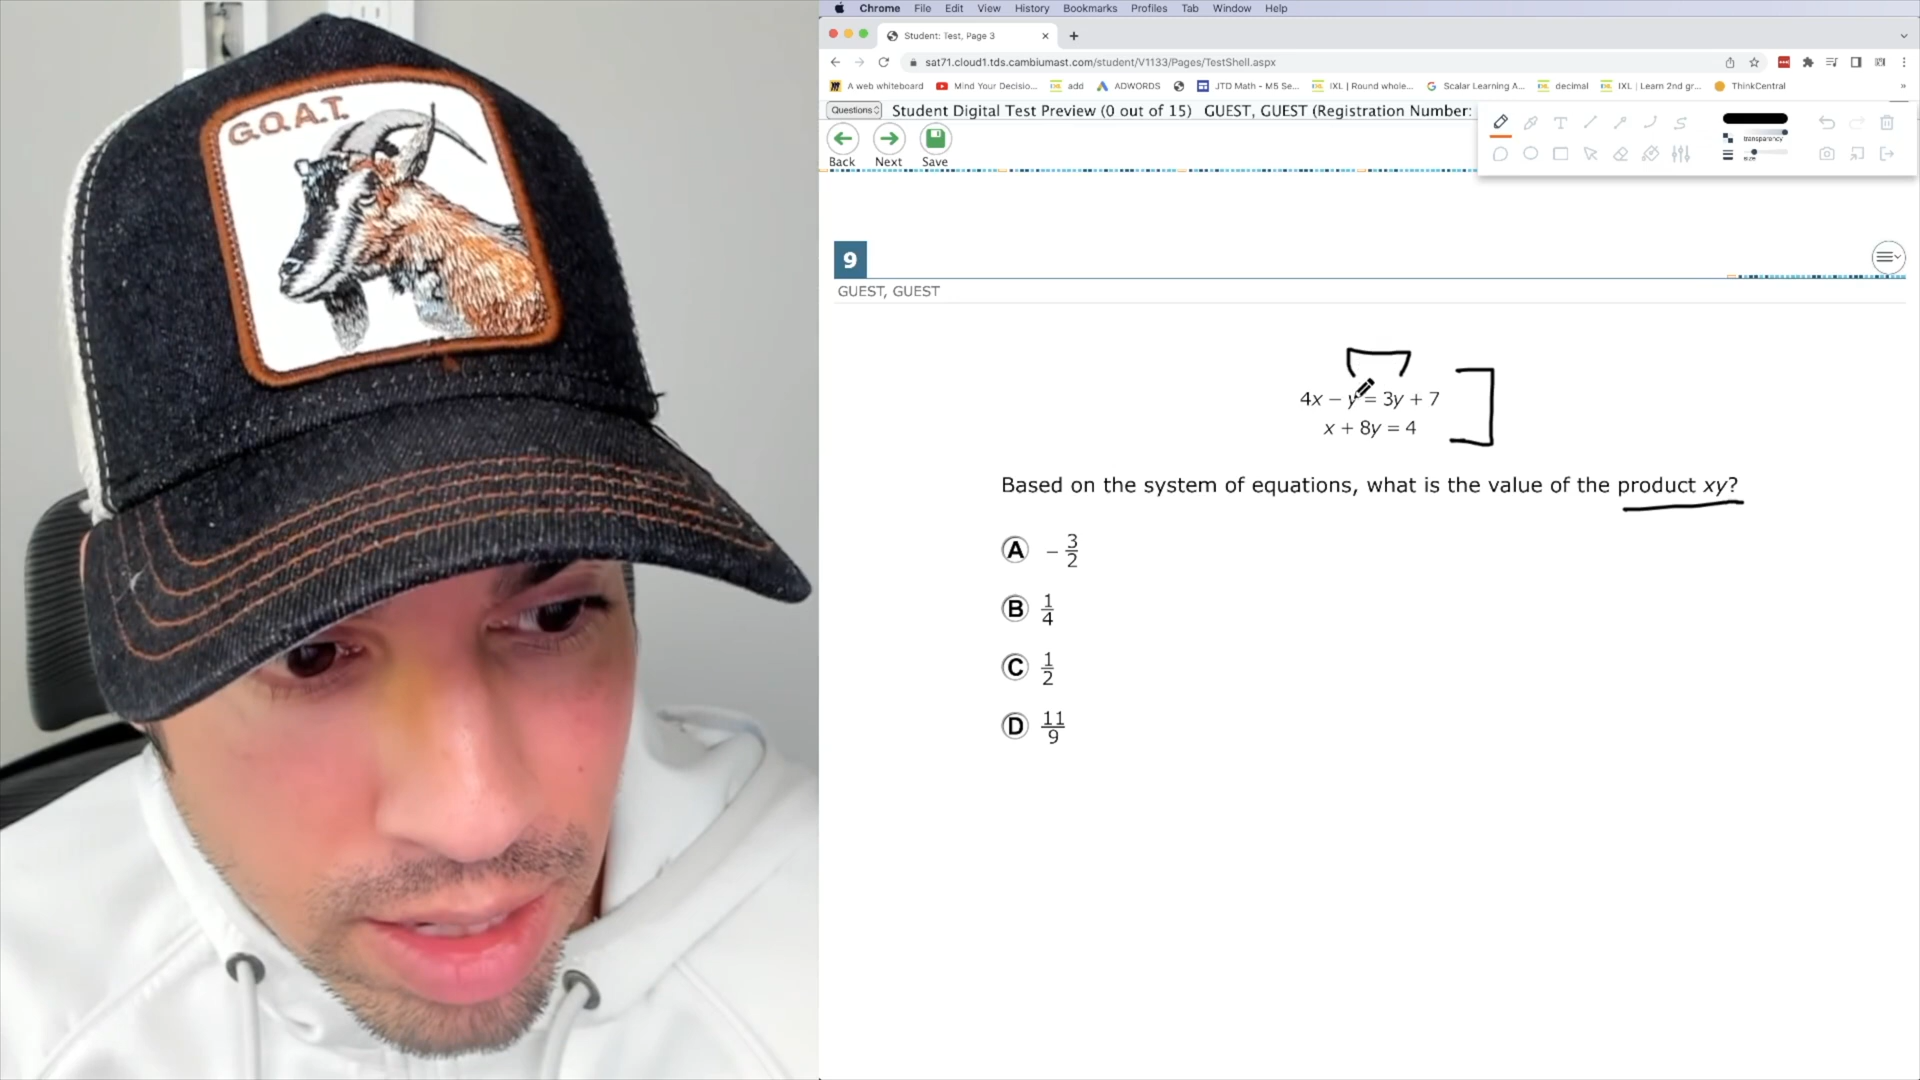 G.O.A.T.
Chrome File Edit View History Bookmarks Profiles Tab Window Help
Student: Test, Page 3
sat71.cloud1.tds.cambiumast.com/student/V1133/Pages/TestShell.aspx
A web whiteboard Mind Your Decisio... add ADWORDS JTD Math - M5 Se... IXL | Round whole... Scalar Learning A... decimal IXL | Learn 2nd gr... ThinkCentral »
Questions Student Digital Test Preview (0 out of 15) GUEST, GUEST (Registration Number:
transparency
size
Back Next Save
9
GUEST, GUEST
4x − y = 3y + 7
x + 8y = 4
Based on the system of equations, what is the value of the product xy?
A − 3/2
B 1/4
C 1/2
D 11/9